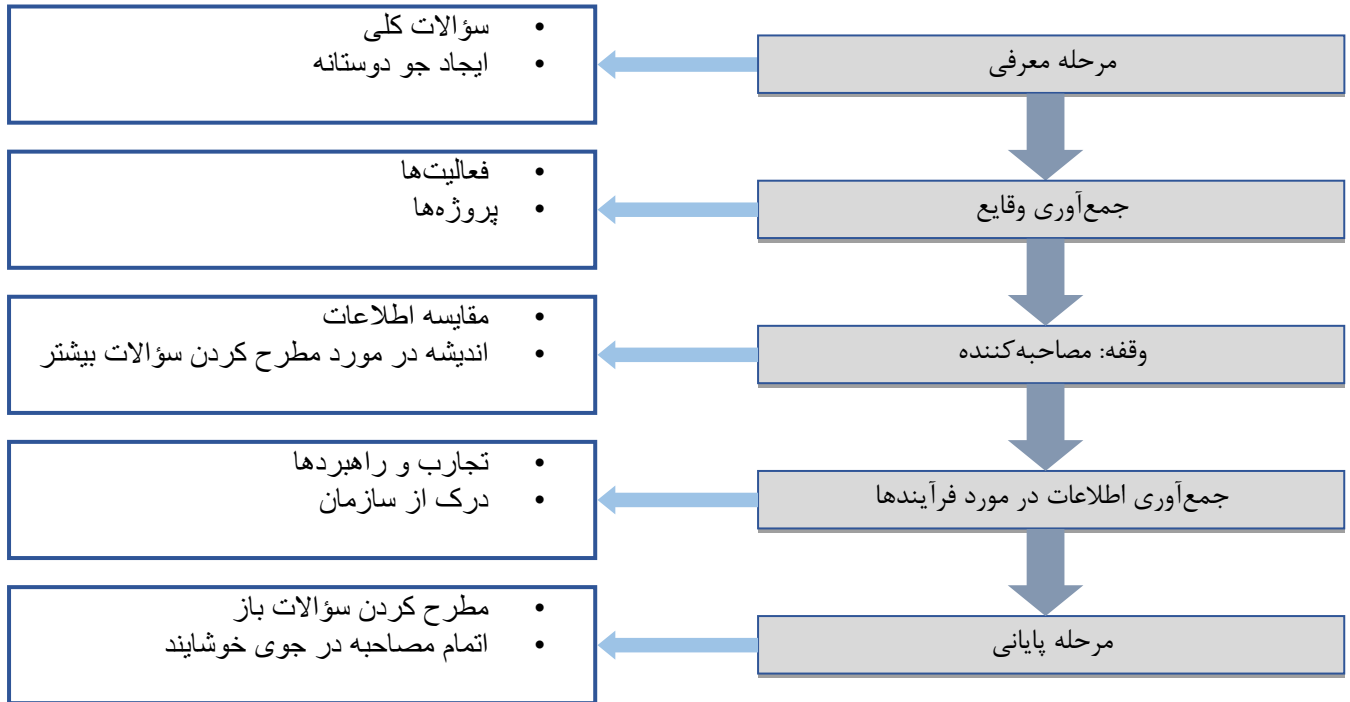 مرحله معرفی
• سؤالات کلی
• ایجاد جو دوستانه
جمع‌آوری وقایع
• فعالیت‌ها
• پروژه‌ها
وقفه: مصاحبه‌کننده
• مقایسه اطلاعات
• اندیشه در مورد مطرح کردن سؤالات بیشتر
جمع‌آوری اطلاعات در مورد فرآیندها
• تجارب و راهبردها
• درک از سازمان
مرحله پایانی
• مطرح کردن سؤالات باز
• اتمام مصاحبه در جوی خوشایند